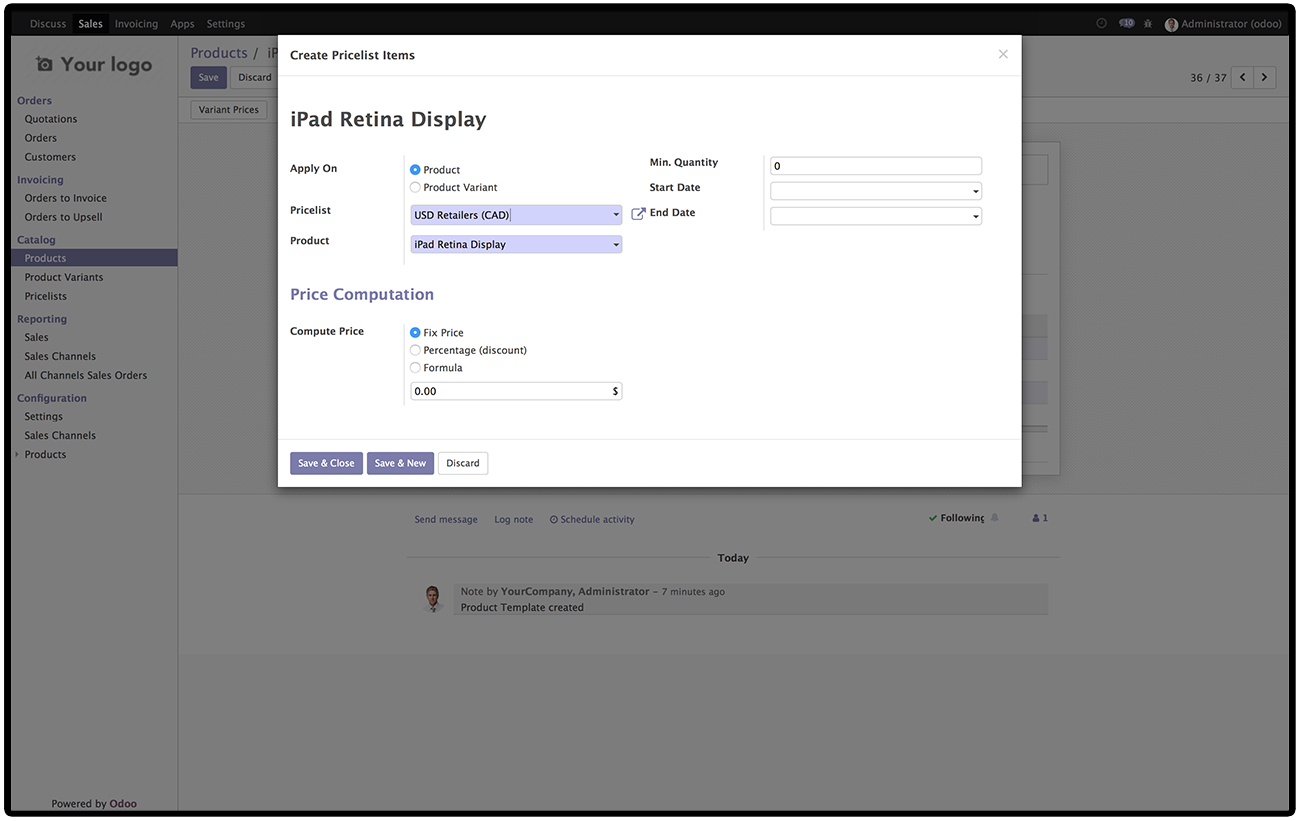 Discuss Sales Invoicing Apps Settings
10 Administrator (odoo)
Your logo
Orders
Quotations
Orders
Customers
Invoicing
Orders to Invoice
Orders to Upsell
Catalog
Products
Product Variants
Pricelists
Reporting
Sales
Sales Channels
All Channels Sales Orders
Configuration
Settings
Sales Channels
Products
Powered by Odoo
Products / iP
Save Discard
36 / 37
Variant Prices
Create Pricelist Items
×
iPad Retina Display
Apply On
Product
Product Variant
Pricelist
USD Retailers (CAD)
Product
iPad Retina Display
Min. Quantity
0
Start Date
End Date
Price Computation
Compute Price
Fix Price
Percentage (discount)
Formula
0.00 $
Save & Close Save & New Discard
Send message Log note Schedule activity
Following 1
Today
Note by YourCompany, Administrator – 7 minutes ago
Product Template created